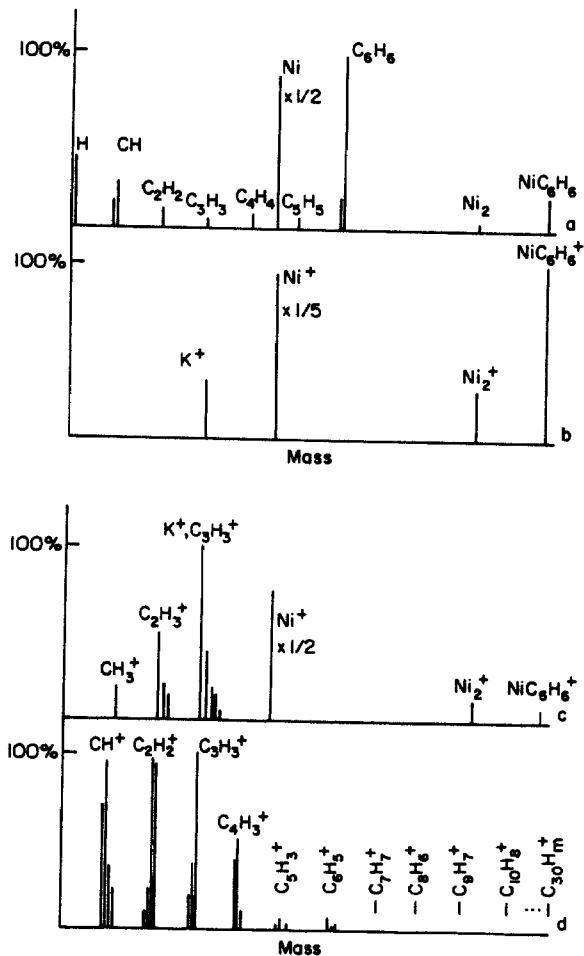 100%
H
CH
C₂H₂
C₃H₃
C₄H₄
Ni
x1/2
C₅H₅
C₆H₆
Ni₂
NiC₆H₆
a
100%
K⁺
Ni⁺
x1/5
Ni₂⁺
NiC₆H₆⁺
b
Mass
100%
CH₃⁺
C₂H₃⁺
K⁺,C₃H₃⁺
Ni⁺
x1/2
Ni₂⁺
NiC₆H₆⁺
c
100%
CH⁺
C₂H₂⁺
C₃H₃⁺
C₄H₃⁺
C₅H₃⁺
C₆H₅⁺
C₇H₇⁺
C₈H₆⁺
C₉H₇⁺
C₁₀H₈⁺
C₃₀Hm⁺
d
Mass